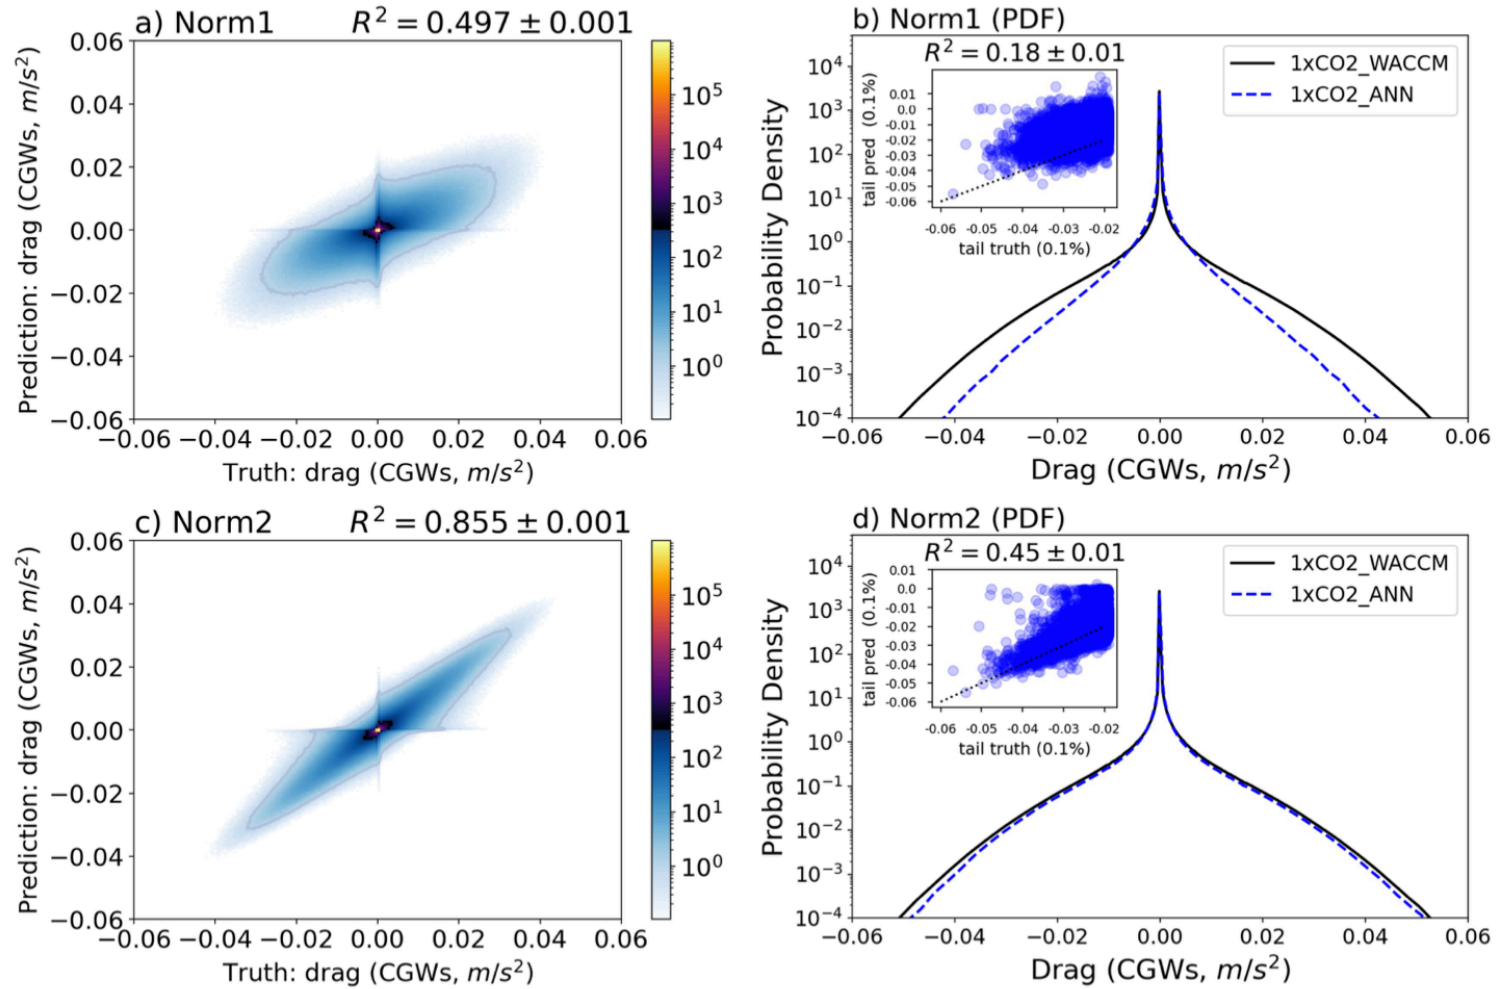 a) Norm1 R² = 0.497 ± 0.001
0.06
0.04
0.02
0.00
−0.02
−0.04
−0.06
Prediction: drag (CGWs, m/s²)
−0.06 −0.04 −0.02 0.00 0.02 0.04 0.06
Truth: drag (CGWs, m/s²)
10⁵
10⁴
10³
10²
10¹
10⁰
b) Norm1 (PDF)
R² = 0.18 ± 0.01
1xCO2_WACCM
1xCO2_ANN
10⁴
10³
10²
10¹
10⁰
10⁻¹
10⁻²
10⁻³
10⁻⁴
Probability Density
0.01
0.0
-0.01
-0.02
-0.03
-0.04
-0.05
-0.06
tail pred (0.1%)
-0.06 -0.05 -0.04 -0.03 -0.02
tail truth (0.1%)
−0.06 −0.04 −0.02 0.00 0.02 0.04 0.06
Drag (CGWs, m/s²)
c) Norm2 R² = 0.855 ± 0.001
0.06
0.04
0.02
0.00
−0.02
−0.04
−0.06
Prediction: drag (CGWs, m/s²)
−0.06 −0.04 −0.02 0.00 0.02 0.04 0.06
Truth: drag (CGWs, m/s²)
10⁵
10⁴
10³
10²
10¹
10⁰
d) Norm2 (PDF)
R² = 0.45 ± 0.01
1xCO2_WACCM
1xCO2_ANN
10⁴
10³
10²
10¹
10⁰
10⁻¹
10⁻²
10⁻³
10⁻⁴
Probability Density
0.01
0.0
-0.01
-0.02
-0.03
-0.04
-0.05
-0.06
tail pred (0.1%)
-0.06 -0.05 -0.04 -0.03 -0.02
tail truth (0.1%)
−0.06 −0.04 −0.02 0.00 0.02 0.04 0.06
Drag (CGWs, m/s²)